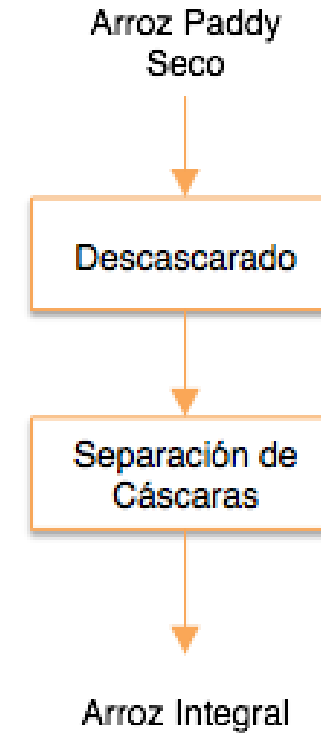 Arroz Paddy
Seco
Descascarado
Separación de
Cáscaras
Arroz Integral